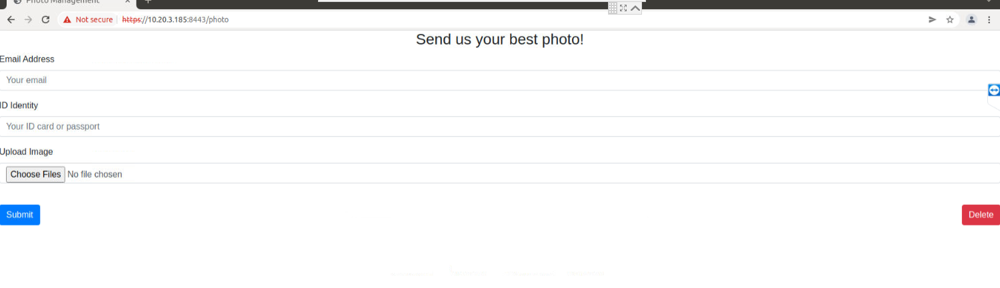 Photo Management
Not secure https://10.20.3.185:8443/photo
Send us your best photo!
Email Address
Your email
ID Identity
Your ID card or passport
Upload Image
Choose Files No file chosen
Submit Delete